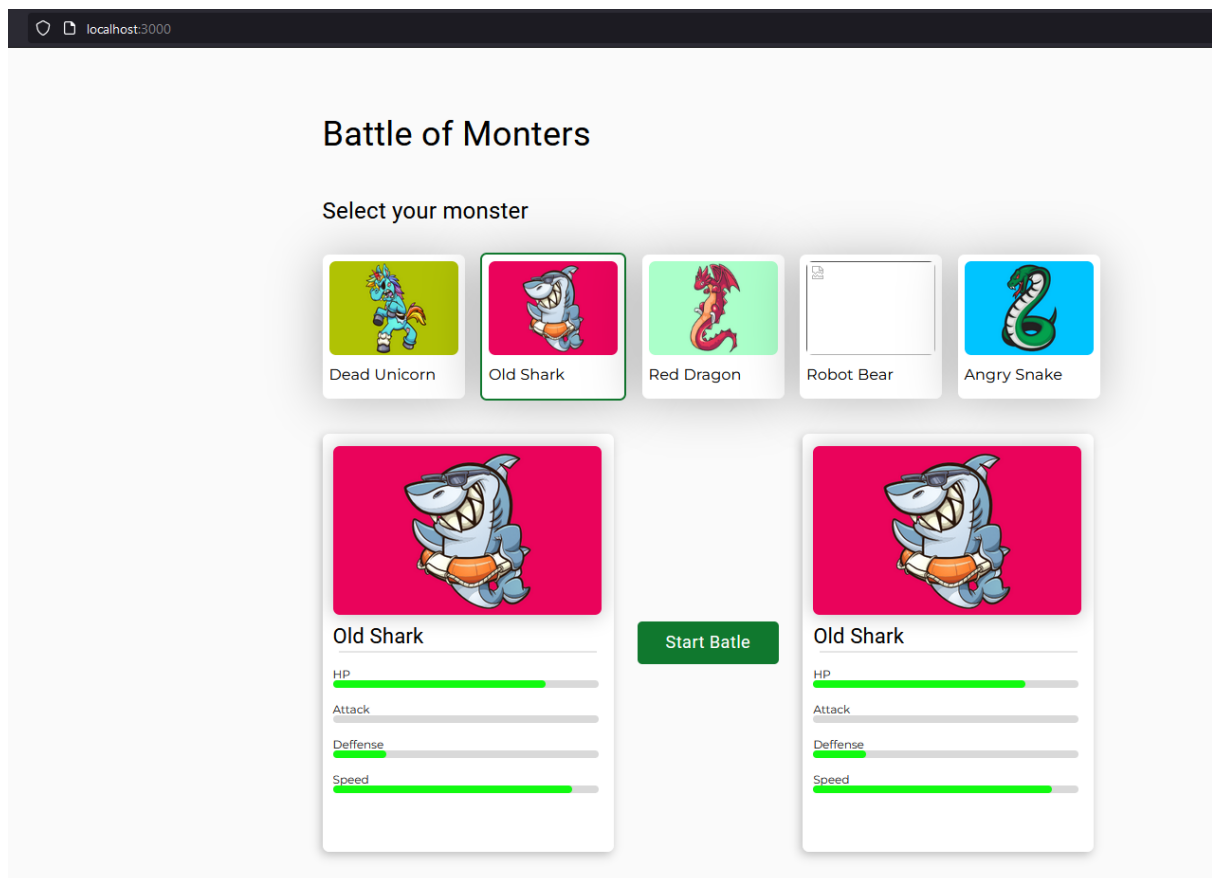 localhost:3000
Battle of Monters
Select your monster
Dead Unicorn
Old Shark
Red Dragon
Robot Bear
Angry Snake
Old Shark
HP
Attack
Deffense
Speed
Start Batle
Old Shark
HP
Attack
Deffense
Speed